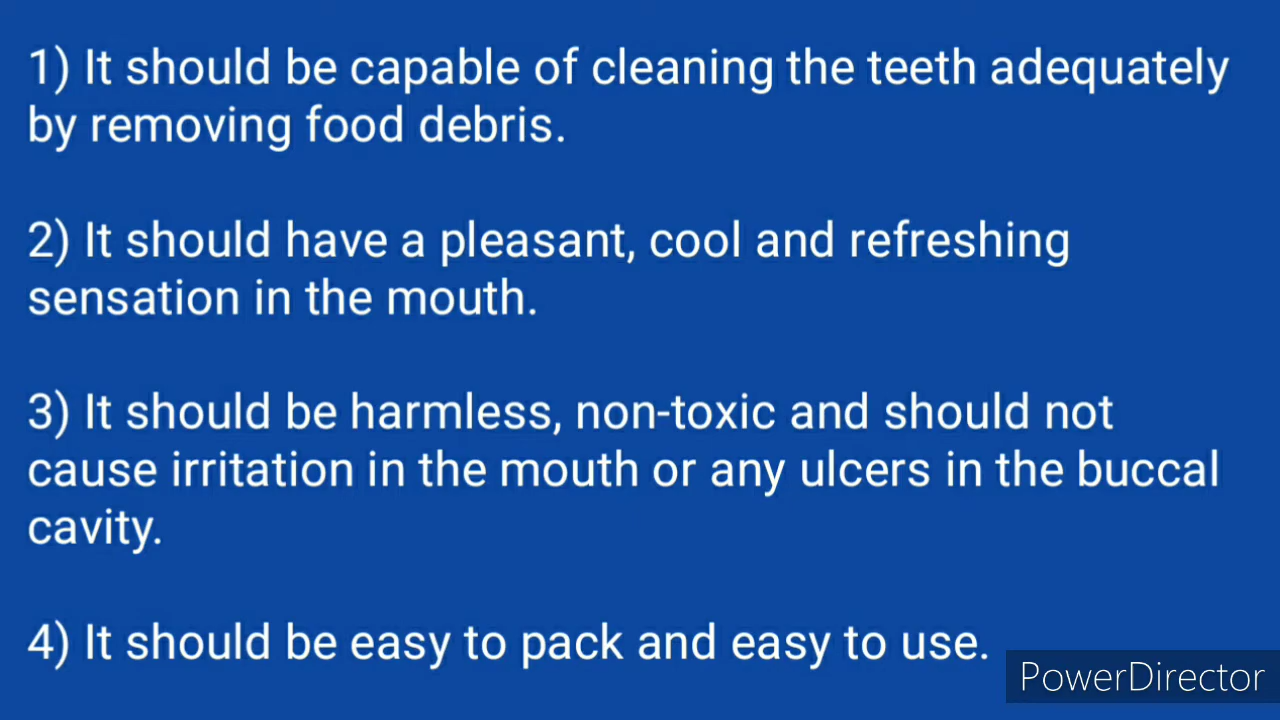 1) It should be capable of cleaning the teeth adequately
by removing food debris.
2) It should have a pleasant, cool and refreshing
sensation in the mouth.
3) It should be harmless, non-toxic and should not
cause irritation in the mouth or any ulcers in the buccal
cavity.
4) It should be easy to pack and easy to use.
PowerDirector